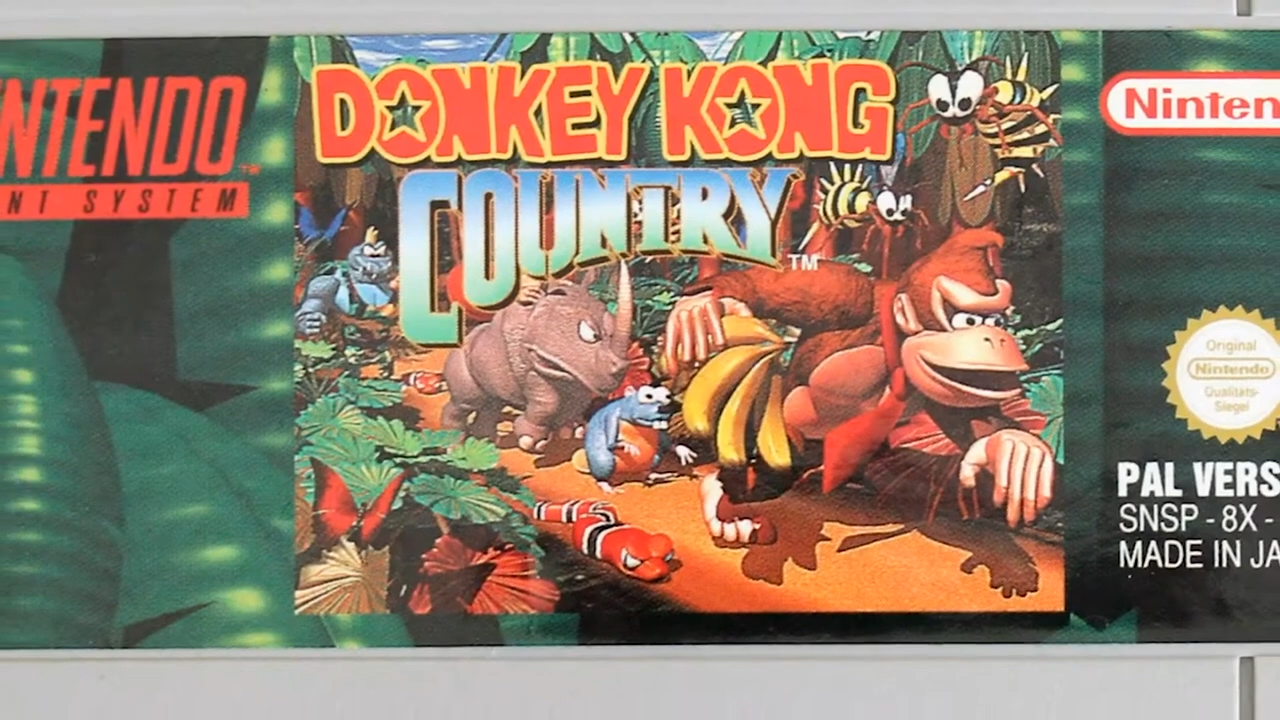 NTENDO
NT SYSTEM
TM
DONKEY KONG
COUNTRY
TM
Ninten
Original
Nintendo
Qualitäts-
Siegel
PAL VERS
SNSP - 8X -
MADE IN JA